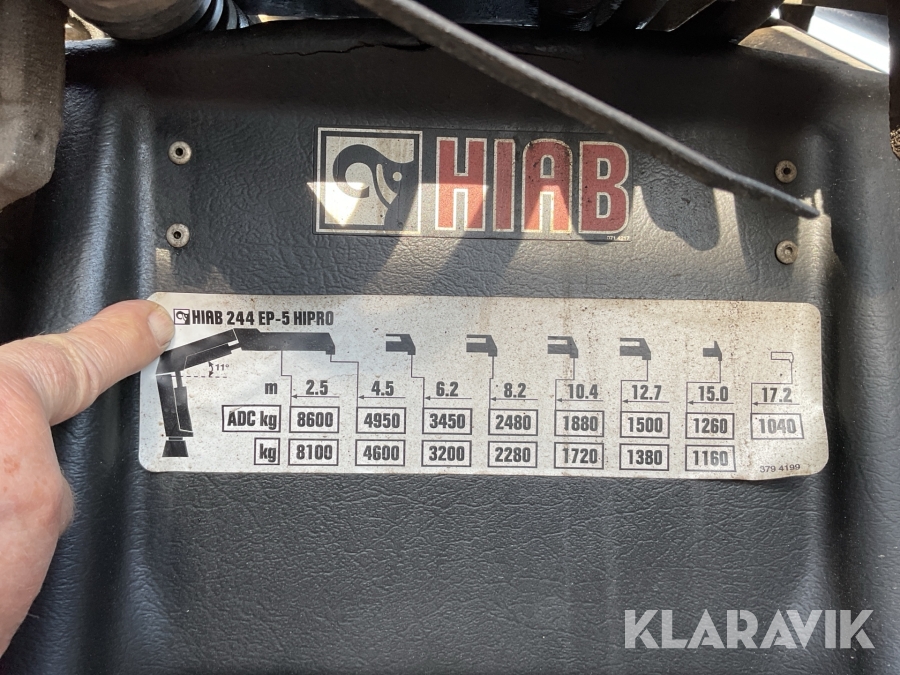 HIAB
HIAB 244 EP-5 HIPRO
11°
m 2.5 4.5 6.2 8.2 10.4 12.7 15.0 17.2
ADC kg 8600 4950 3450 2480 1880 1500 1260 1040
kg 8100 4600 3200 2280 1720 1380 1160
379 4199
KLARAVIK